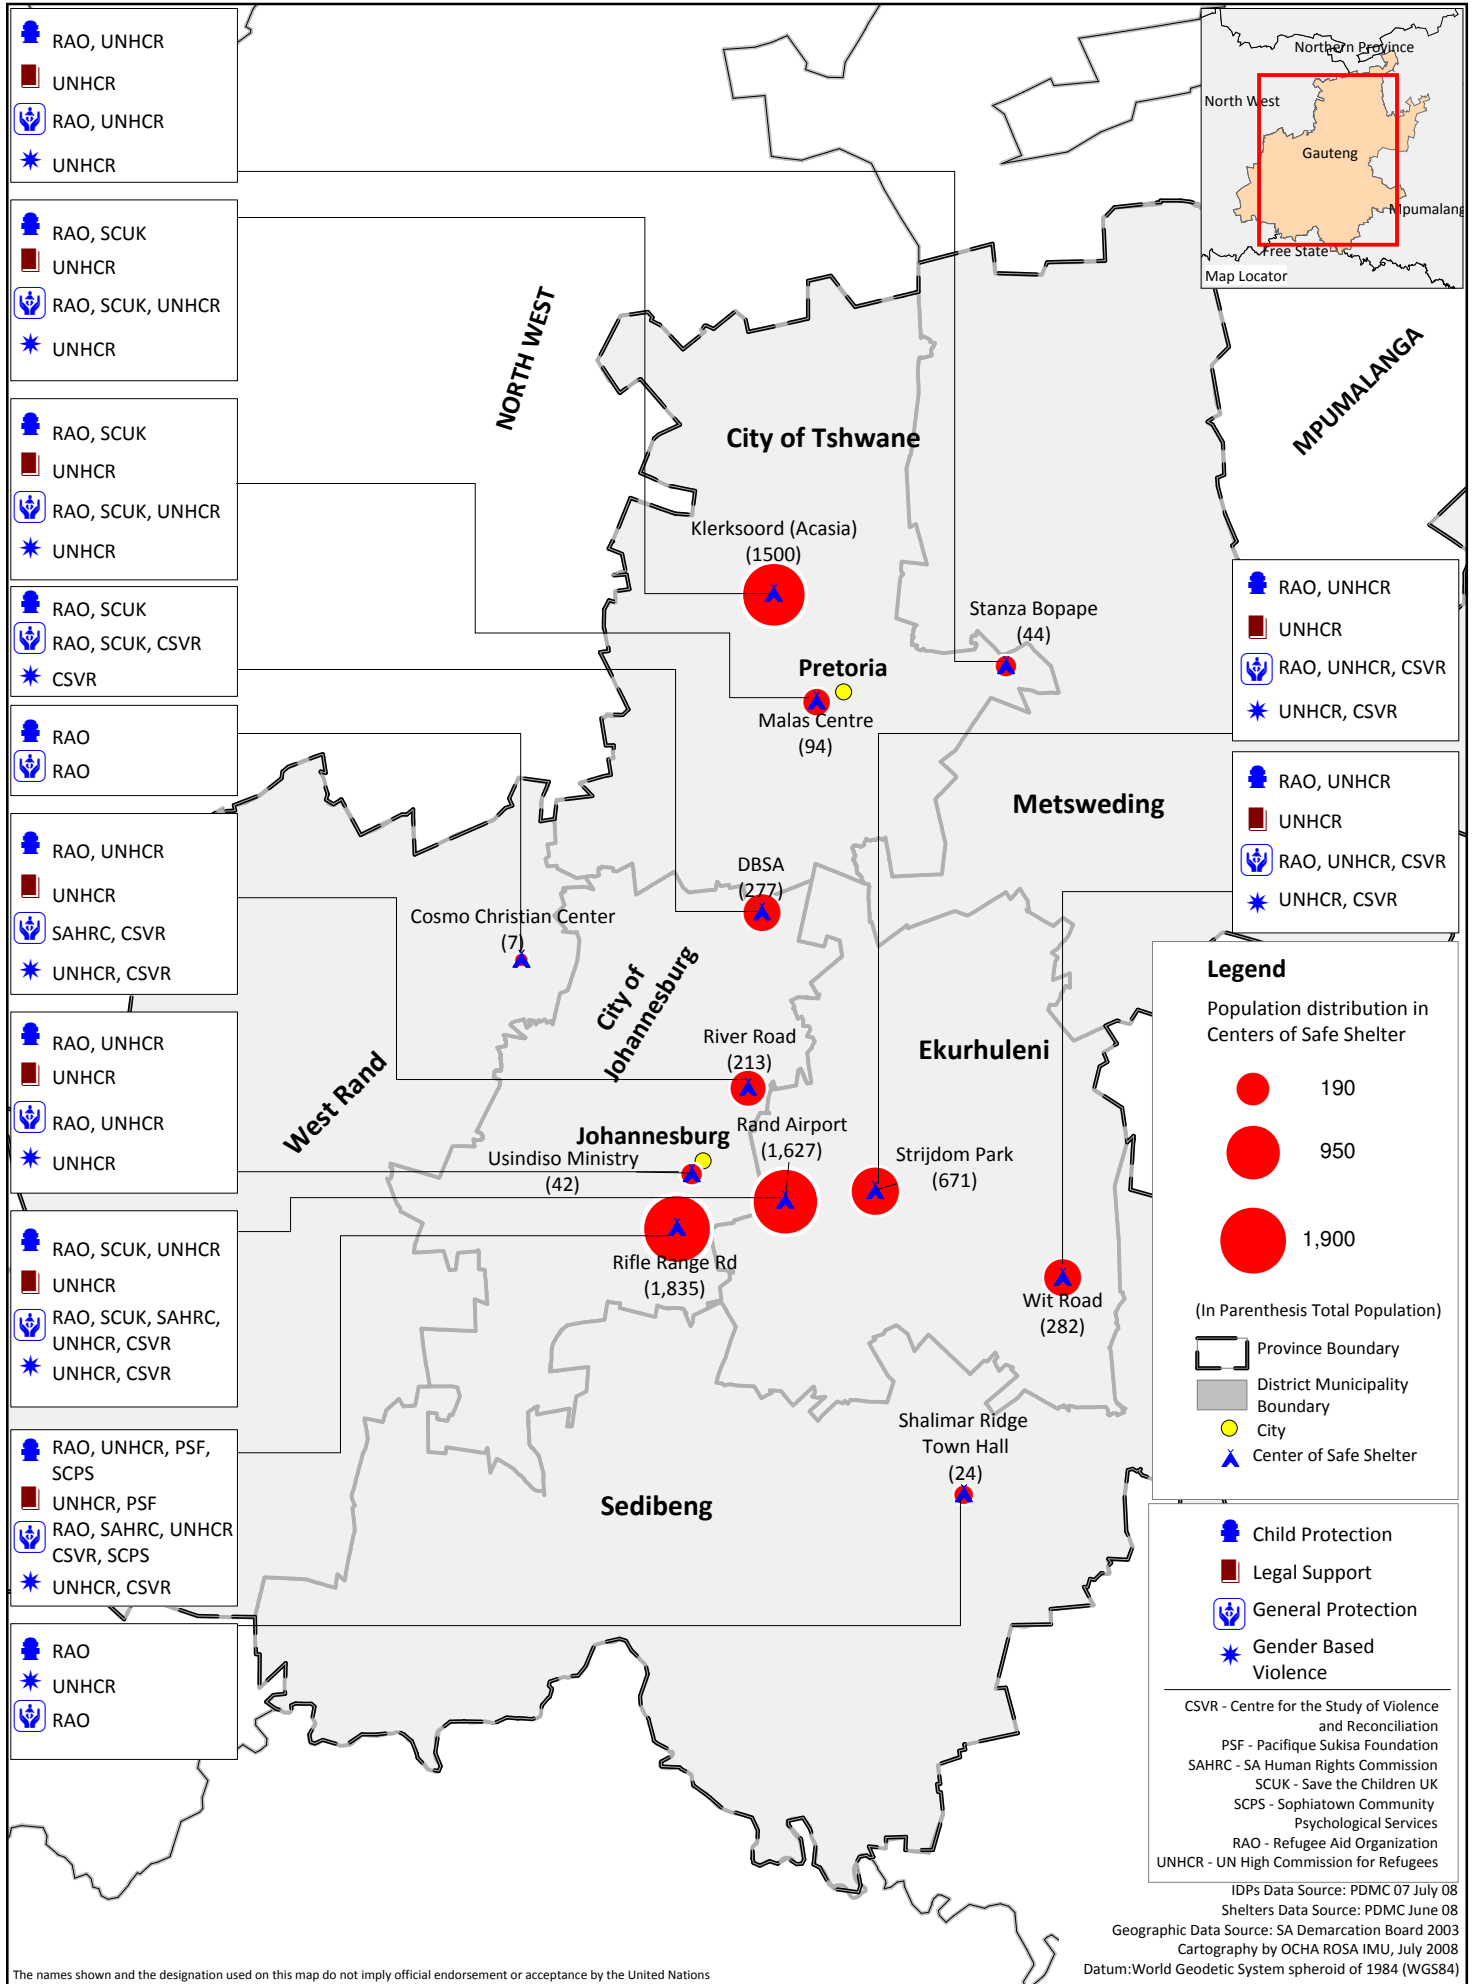 RAO, UNHCR
UNHCR
RAO, UNHCR
UNHCR
RAO, SCUK
UNHCR
RAO, SCUK, UNHCR
UNHCR
RAO, SCUK
UNHCR
RAO, SCUK, UNHCR
UNHCR
RAO, SCUK
RAO, SCUK, CSVR
CSVR
RAO
RAO
RAO, UNHCR
UNHCR
SAHRC, CSVR
UNHCR, CSVR
RAO, UNHCR
UNHCR
RAO, UNHCR
UNHCR
RAO, SCUK, UNHCR
UNHCR
RAO, SCUK, SAHRC,
UNHCR, CSVR
UNHCR, CSVR
RAO, UNHCR, PSF,
SCPS
UNHCR, PSF
RAO, SAHRC, UNHCR
CSVR, SCPS
UNHCR, CSVR
RAO
UNHCR
RAO
NORTH WEST
MPUMALANGA
City of Tshwane
Klerksoord (Acasia)
(1500)
Stanza Bopape
(44)
Pretoria
Malas Centre
(94)
Metsweding
DBSA
(277)
Cosmo Christian Center
(7)
City of
Johannesburg
River Road
(213)
Ekurhuleni
West Rand
Johannesburg
Rand Airport
(1,627)
Usindiso Ministry
(42)
Strijdom Park
(671)
Rifle Range Rd
(1,835)
Wit Road
(282)
Shalimar Ridge
Town Hall
(24)
Sedibeng
Northern Province
North West
Gauteng
Mpumalang
Free State
Map Locator
RAO, UNHCR
UNHCR
RAO, UNHCR, CSVR
UNHCR, CSVR
RAO, UNHCR
UNHCR
RAO, UNHCR, CSVR
UNHCR, CSVR
Legend
Population distribution in
Centers of Safe Shelter
190
950
1,900
(In Parenthesis Total Population)
Province Boundary
District Municipality
Boundary
City
Center of Safe Shelter
Child Protection
Legal Support
General Protection
Gender Based
Violence
CSVR - Centre for the Study of Violence
and Reconciliation
PSF - Pacifique Sukisa Foundation
SAHRC - SA Human Rights Commission
SCUK - Save the Children UK
SCPS - Sophiatown Community
Psychological Services
RAO - Refugee Aid Organization
UNHCR - UN High Commission for Refugees
IDPs Data Source: PDMC 07 July 08
Shelters Data Source: PDMC June 08
Geographic Data Source: SA Demarcation Board 2003
Cartography by OCHA ROSA IMU, July 2008
Datum:World Geodetic System spheroid of 1984 (WGS84)
The names shown and the designation used on this map do not imply official endorsement or acceptance by the United Nations